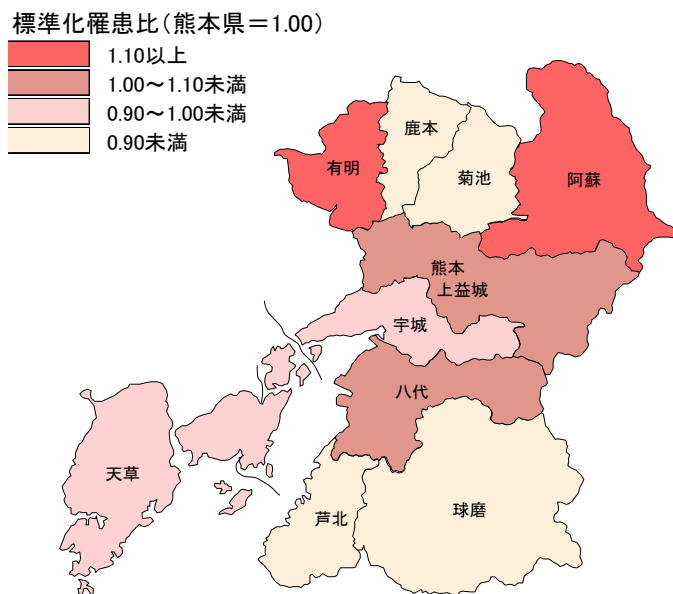 標準化罹患比（熊本県＝1.00）
1.10以上
1.00～1.10未満
0.90～1.00未満
0.90未満
鹿本
有明
菊池
阿蘇
熊本
上益城
宇城
八代
天草
芦北
球磨